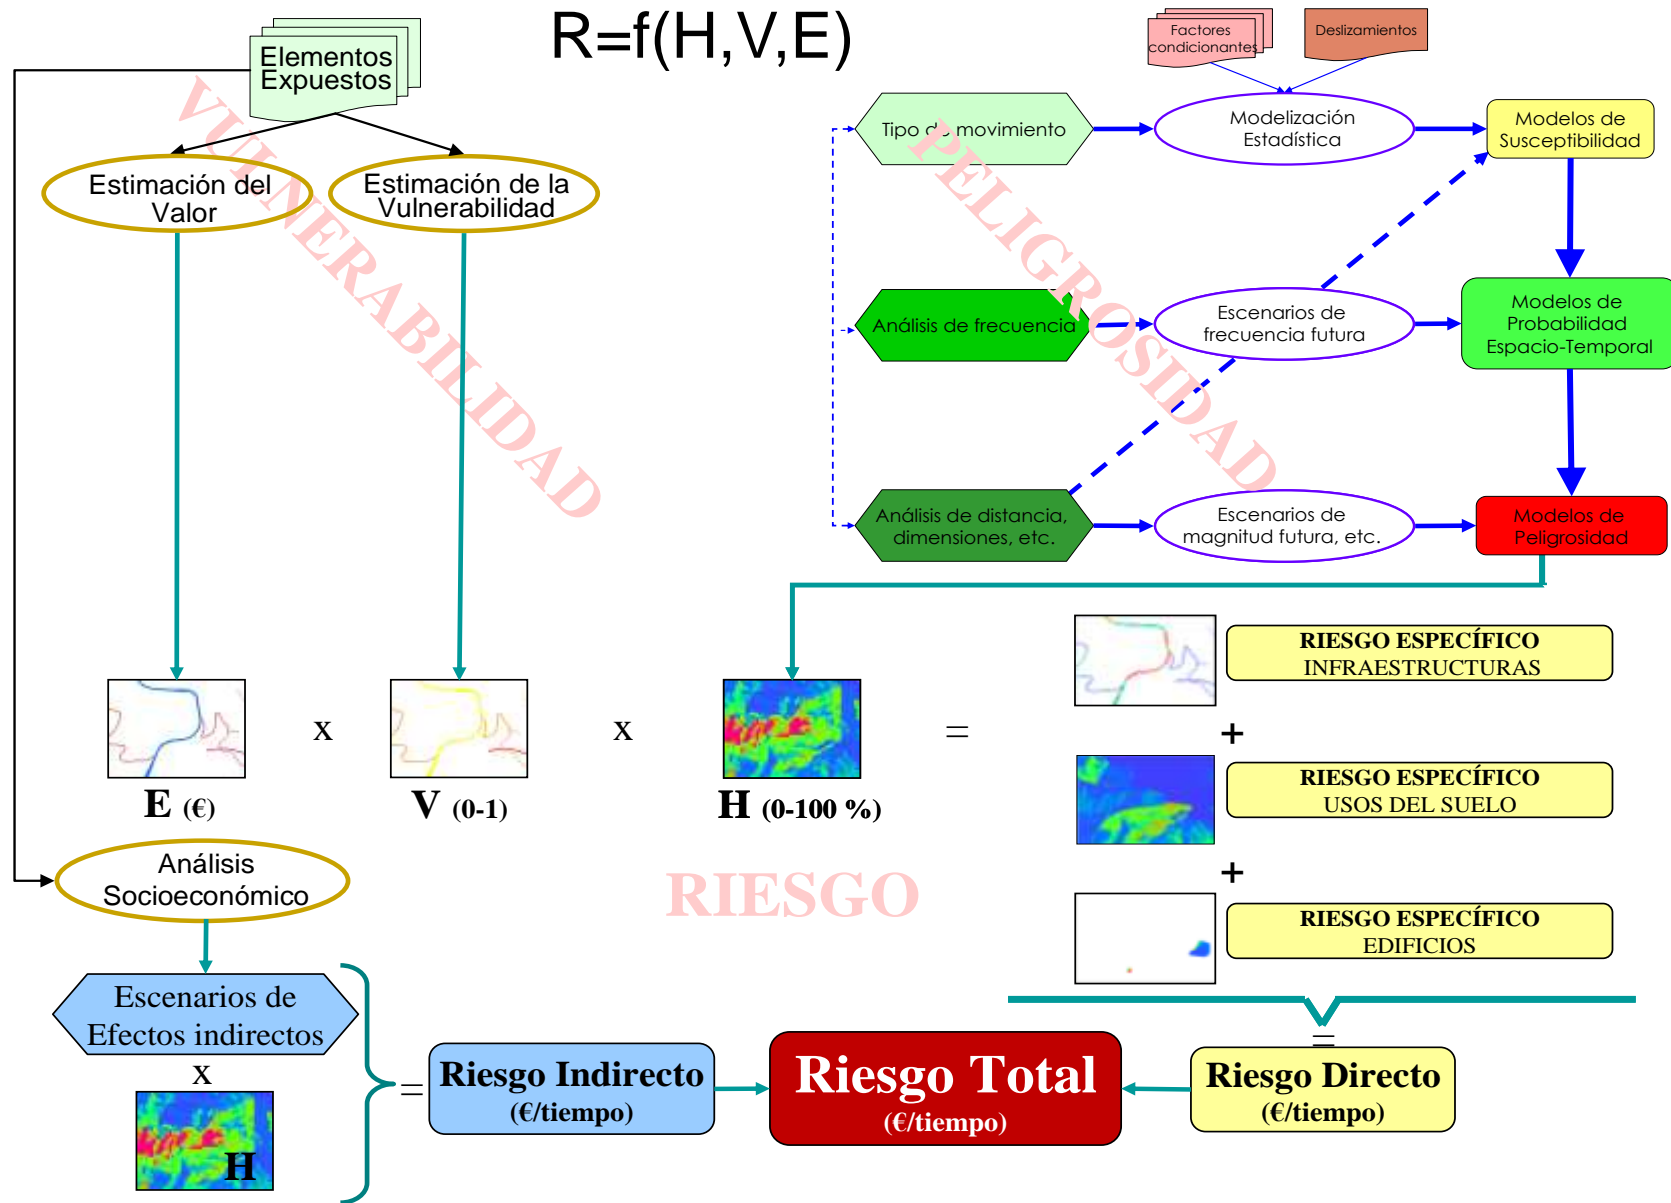 R=f(H,V,E)
Elementos
Expuestos
Factores
condicionantes
Deslizamientos
VULNERABILIDAD
PELIGROSIDAD
Estimación del
Valor
Estimación de la
Vulnerabilidad
Tipo de movimiento
Modelización
Estadística
Modelos de
Susceptibilidad
Análisis de frecuencia
Escenarios de
frecuencia futura
Modelos de
Probabilidad
Espacio-Temporal
Análisis de distancia,
dimensiones, etc.
Escenarios de
magnitud futura, etc.
Modelos de
Peligrosidad
x
x
=
E (€)
V (0-1)
H (0-100 %)
RIESGO ESPECÍFICO
INFRAESTRUCTURAS
+
RIESGO ESPECÍFICO
USOS DEL SUELO
+
RIESGO ESPECÍFICO
EDIFICIOS
RIESGO
Análisis
Socioeconómico
Escenarios de
Efectos indirectos
x
H
=
Riesgo Indirecto
(€/tiempo)
Riesgo Total
(€/tiempo)
=
Riesgo Directo
(€/tiempo)